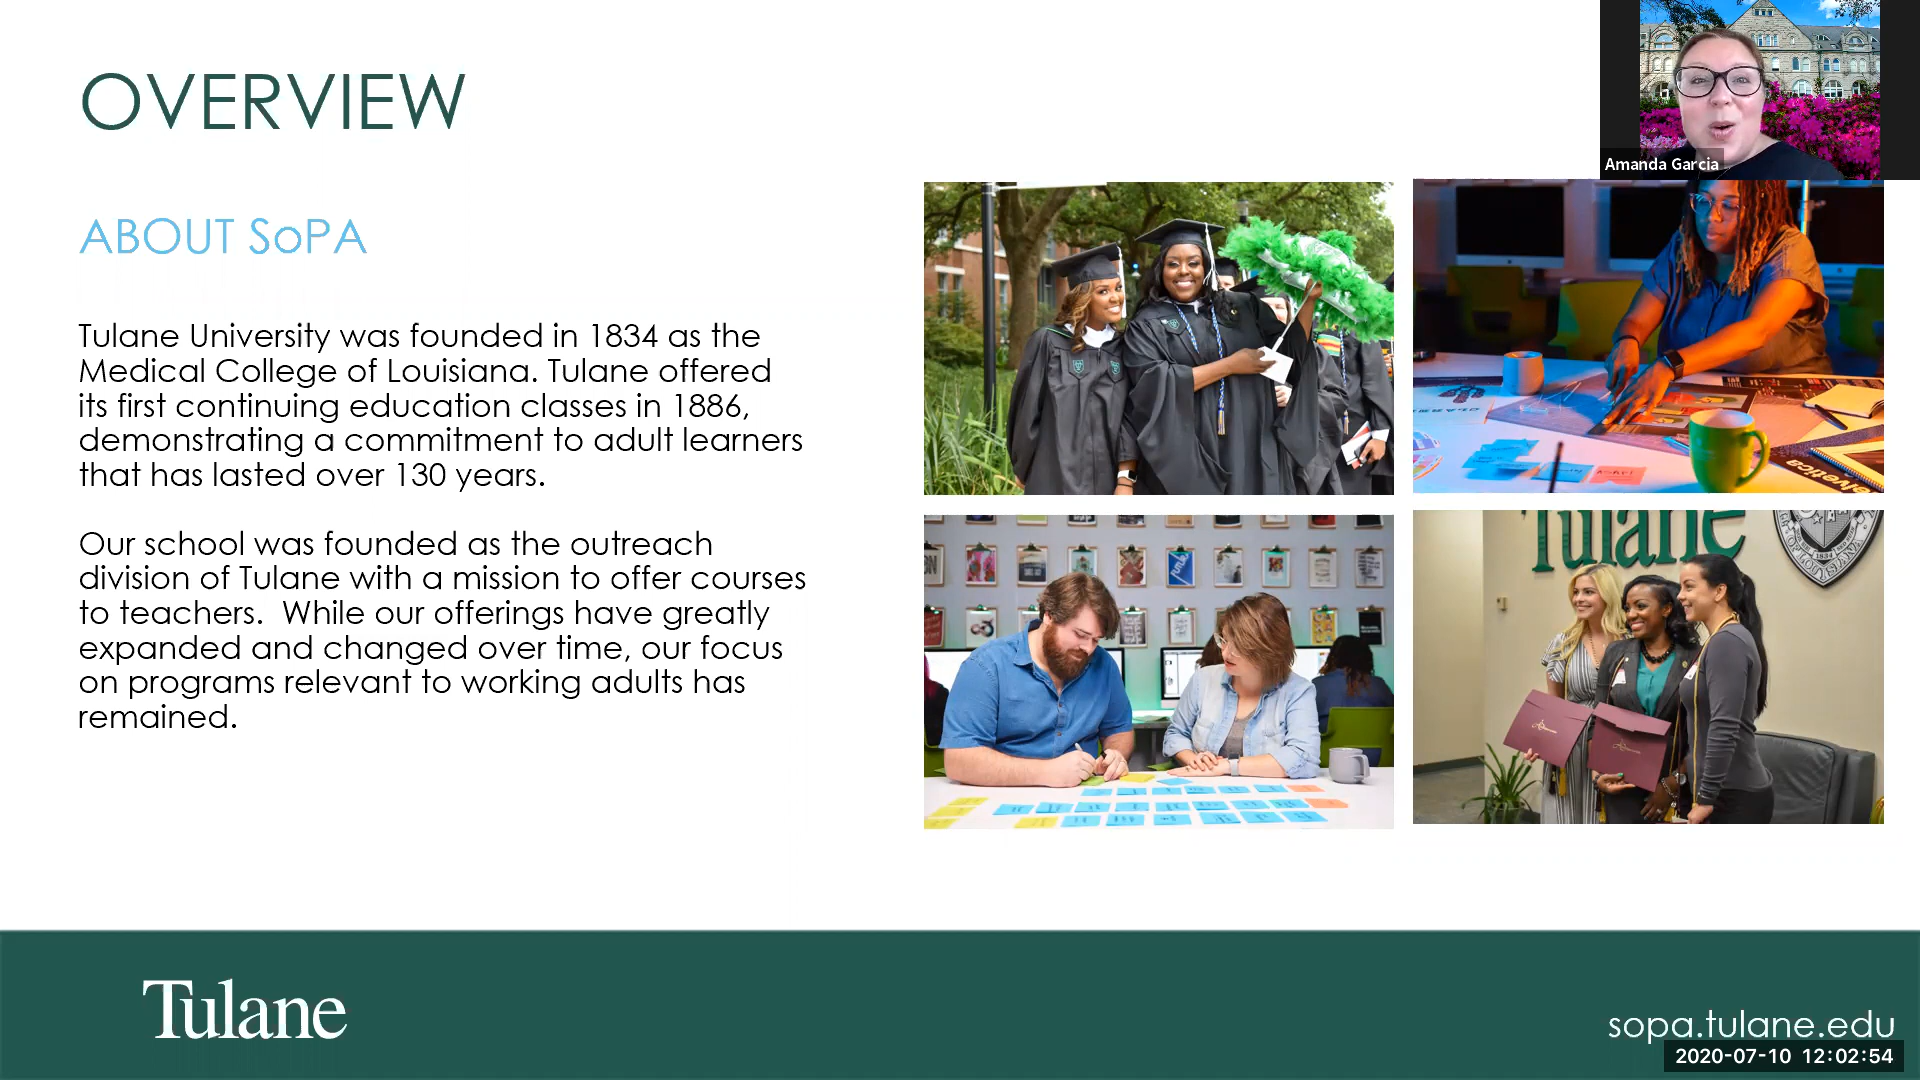 OVERVIEW
Amanda Garcia
ABOUT SoPA
Tulane University was founded in 1834 as the
Medical College of Louisiana. Tulane offered
its first continuing education classes in 1886,
demonstrating a commitment to adult learners
that has lasted over 130 years.
Our school was founded as the outreach
division of Tulane with a mission to offer courses
to teachers.  While our offerings have greatly
expanded and changed over time, our focus
on programs relevant to working adults has
remained.
Tulane
1834
Tulane
sopa.tulane.edu
2020-07-10 12:02:54